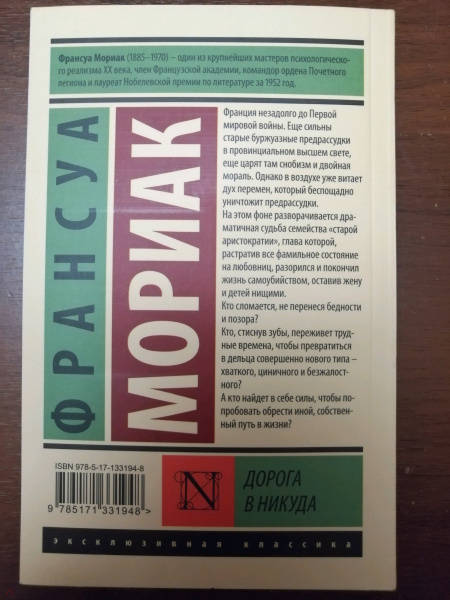 Франсуа Мориак (1885–1970) – один из крупнейших мастеров психологическо-
го реализма XX века, член Французской академии, командор ордена Почетного
легиона и лауреат Нобелевской премии по литературе за 1952 год.
ФРАНСУА
МОРИАК
Франция незадолго до Первой
мировой войны. Еще сильны
старые буржуазные предрассудки
в провинциальном высшем свете,
еще царят там снобизм и двойная
мораль. Однако в воздухе уже витает
дух перемен, который беспощадно
уничтожит предрассудки.
На этом фоне разворачивается дра-
матичная судьба семейства «старой
аристократии», глава которой,
растратив все фамильное состояние
на любовниц, разорился и покончил
жизнь самоубийством, оставив жену
и детей нищими.
Кто сломается, не перенеся бедности
и позора?
Кто, стиснув зубы, переживет труд-
ные времена, чтобы превратиться
в дельца совершенно нового типа –
хваткого, циничного и безжалост-
ного?
А кто найдет в себе силы, чтобы по-
пробовать обрести иной, собствен-
ный путь в жизни?
ISBN 978-5-17-133194-8
9 785171 331948 >
N
ДОРОГА
В НИКУДА
эксклюзивная классика